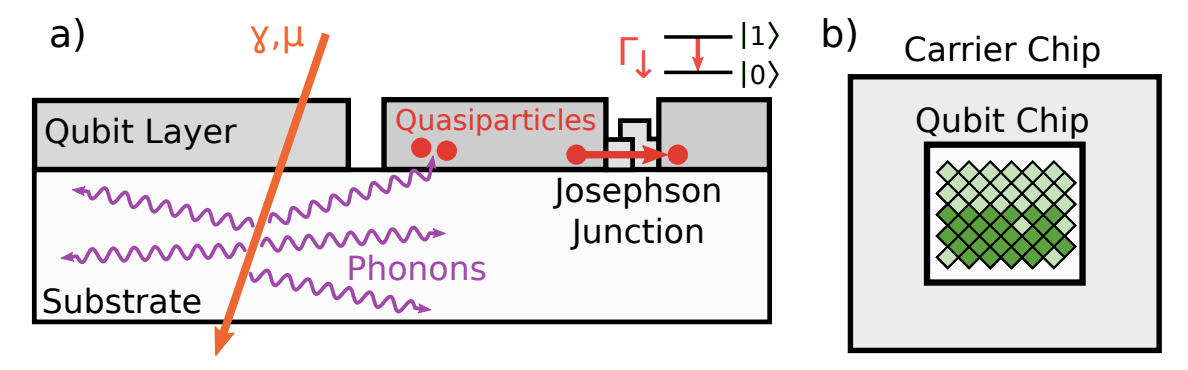 a)
ɣ,μ
Γ↓
|1⟩
|0⟩
Qubit Layer
Quasiparticles
Josephson
Junction
Phonons
Substrate
b)
Carrier Chip
Qubit Chip